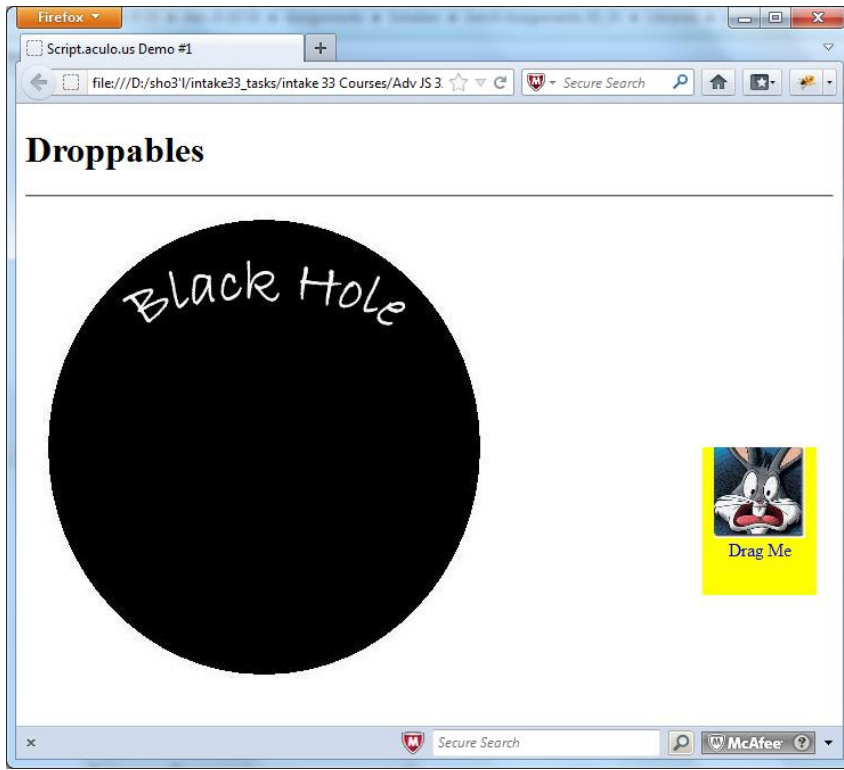 Firefox
Script.aculo.us Demo #1
file:///D:/sho3'l/intake33_tasks/intake 33 Courses/Adv JS 3.
Secure Search
Droppables
Black Hole
Drag Me
Secure Search
McAfee